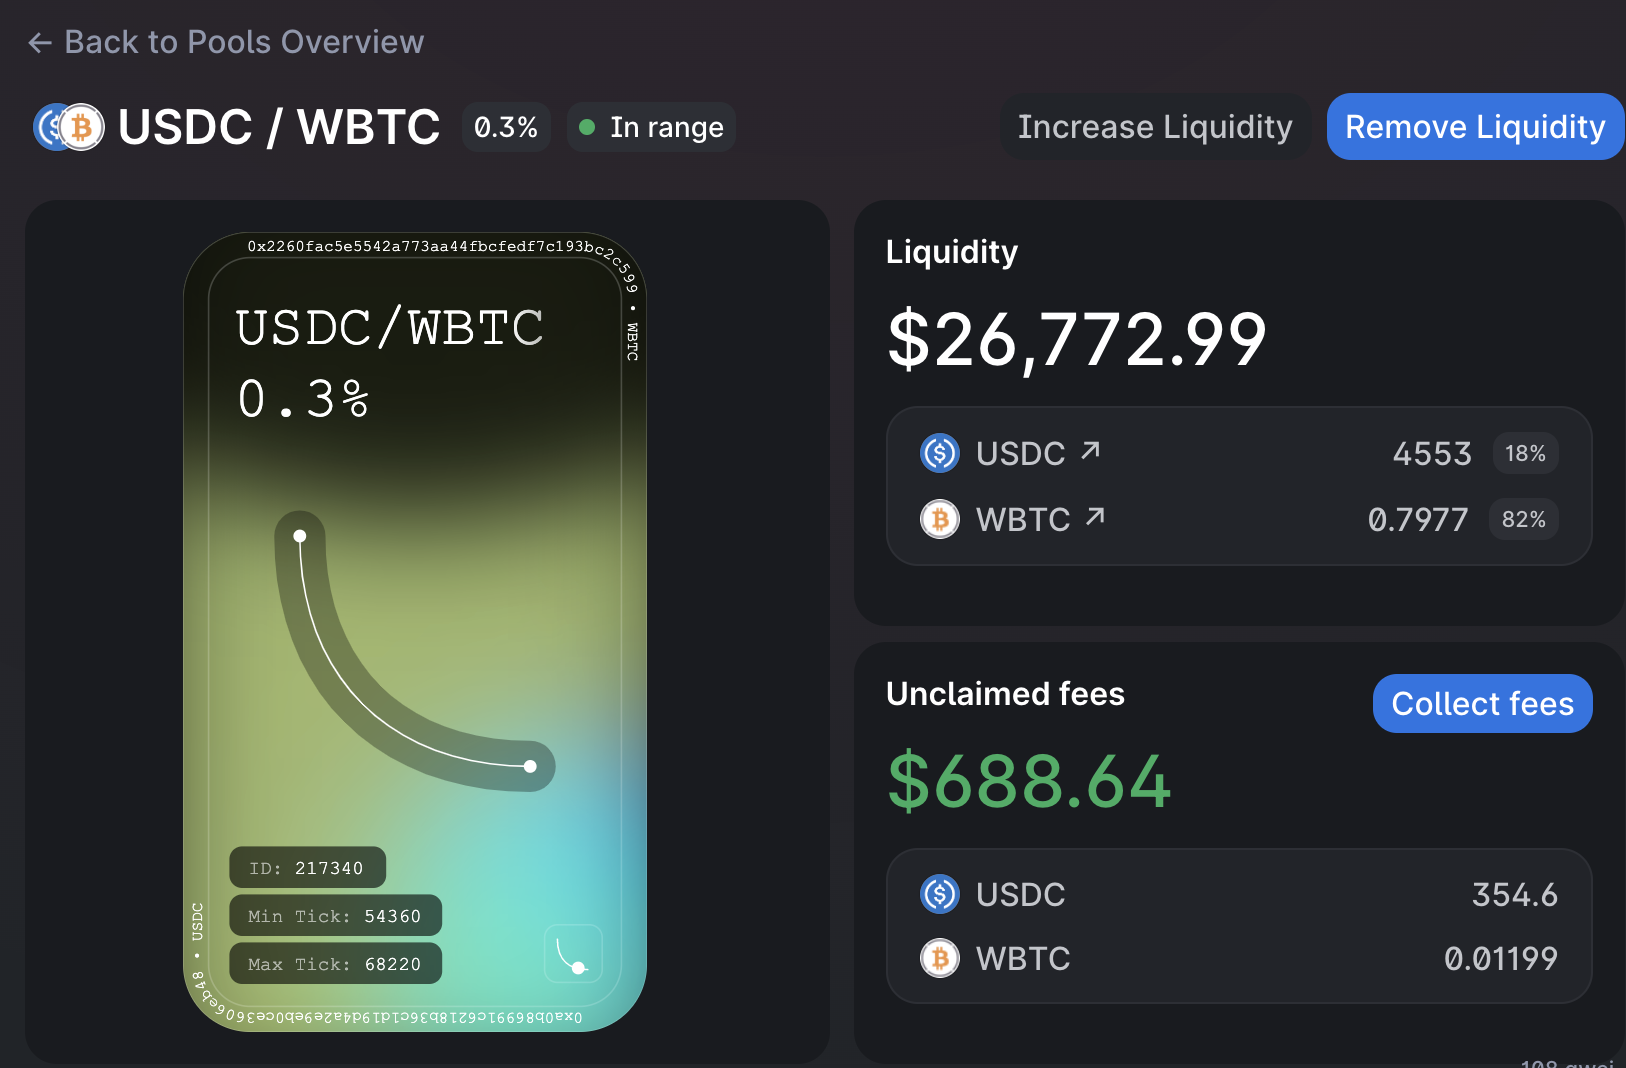 ← Back to Pools Overview
USDC / WBTC 0.3% In range
Increase Liquidity Remove Liquidity
0x2260fac5e5542a773aa44fbcfedf7c193bc2c599 • WBTC
USDC/WBTC
0.3%
ID: 217340
Min Tick: 54360
Max Tick: 68220
0xa0b86991c6218b36c1d19d4a2e9eb0ce3606eb48 • USDC
Liquidity
$26,772.99
USDC ↗ 4553 18%
WBTC ↗ 0.7977 82%
Unclaimed fees
Collect fees
$688.64
USDC 354.6
WBTC 0.01199